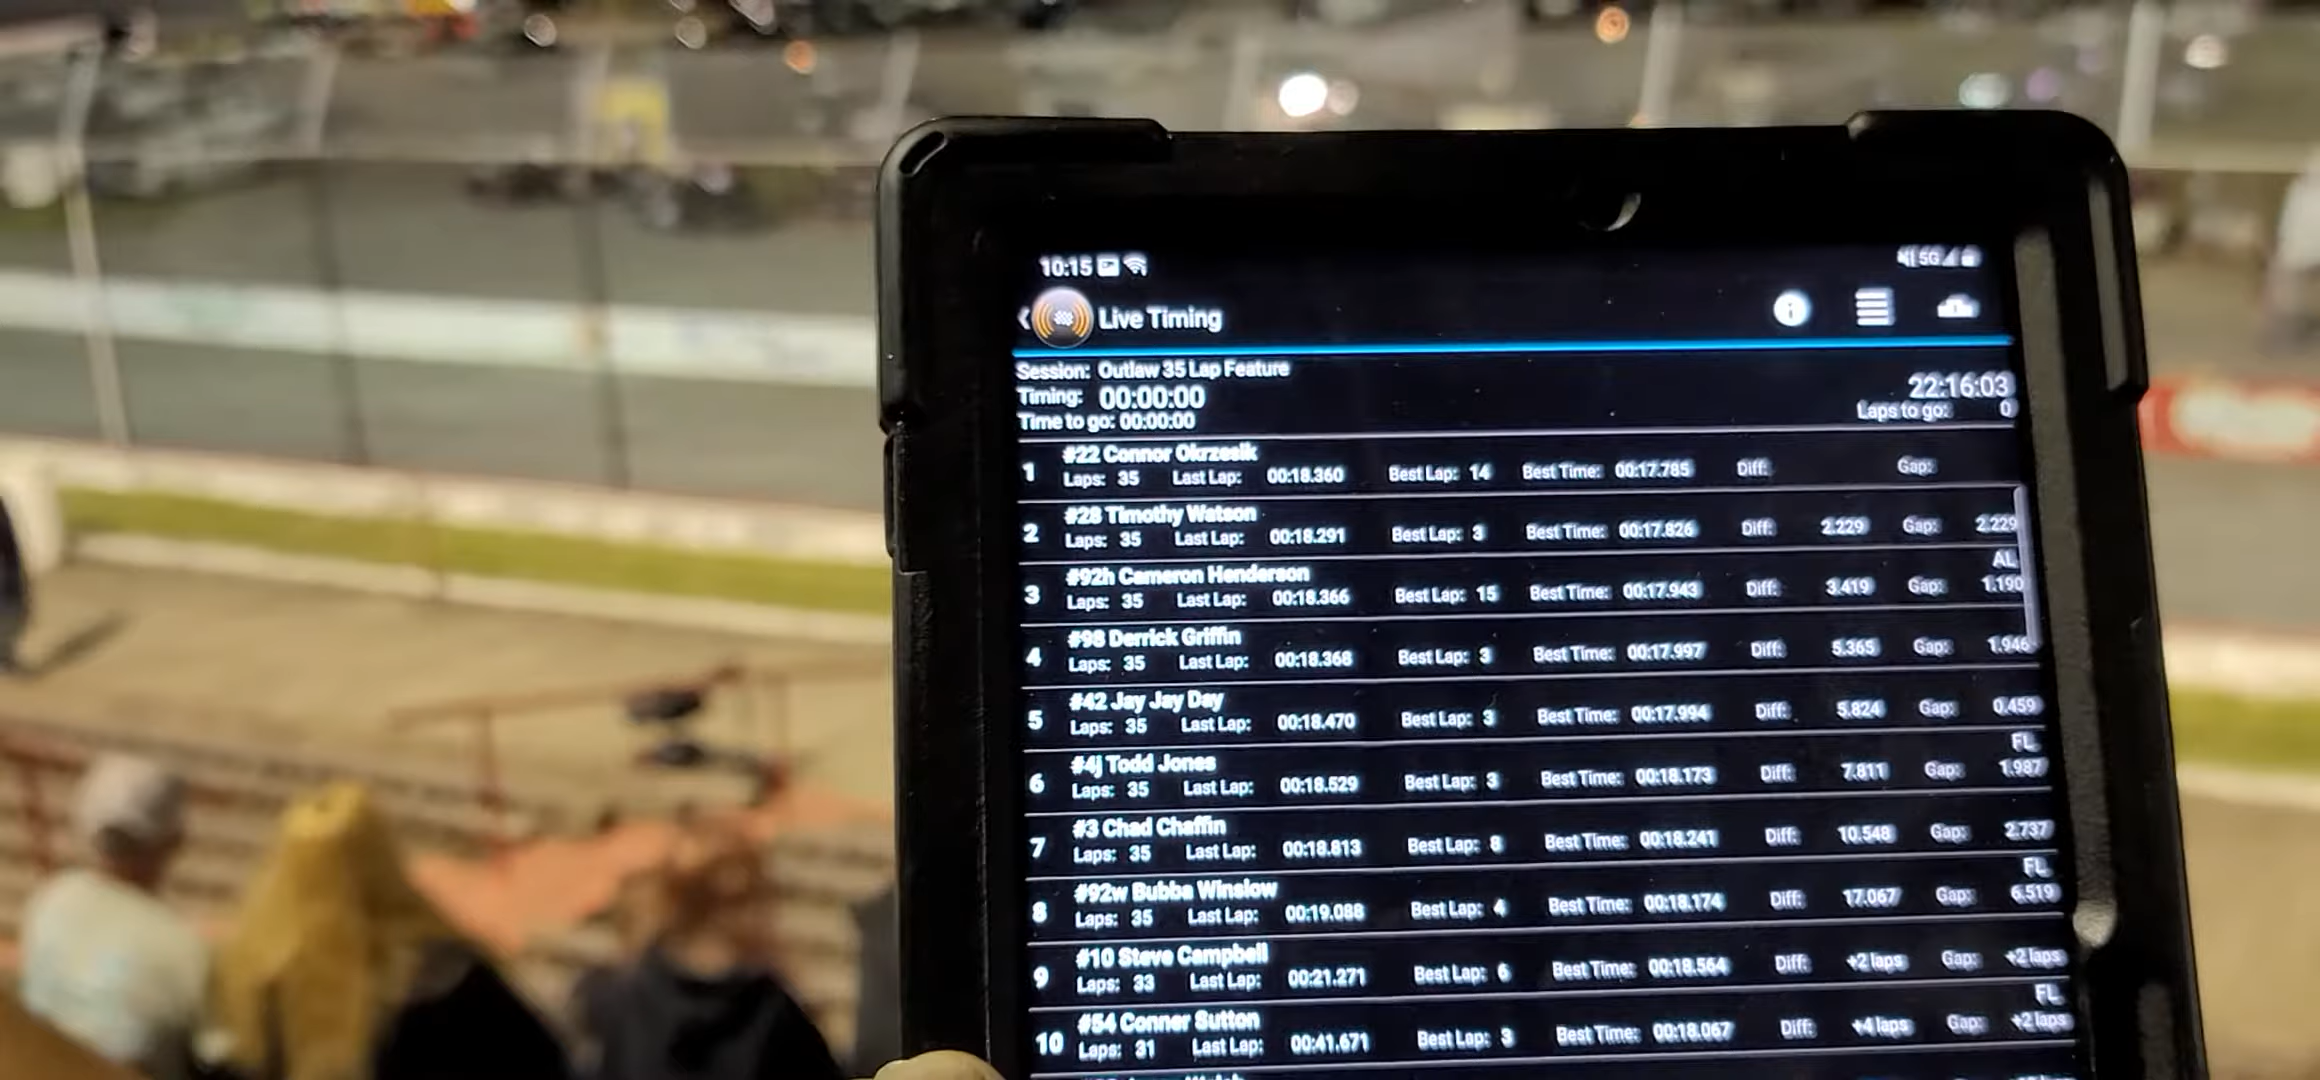 10:15 5G
Live Timing
Session: Outlaw 35 Lap Feature
Timing: 00:00:00 22:16:03
Time to go: 00:00:00 Laps to go: 0
#22 Connor Okrzesik
1 Laps: 35 Last Lap: 00:18.360 Best Lap: 14 Best Time: 00:17.785 Diff: Gap:
#28 Timothy Watson
2 Laps: 35 Last Lap: 00:18.291 Best Lap: 3 Best Time: 00:17.826 Diff: 2.229 Gap: 2.229
#92h Cameron Henderson AL
3 Laps: 35 Last Lap: 00:18.366 Best Lap: 15 Best Time: 00:17.943 Diff: 3.419 Gap: 1.190
#98 Derrick Griffin
4 Laps: 35 Last Lap: 00:18.368 Best Lap: 3 Best Time: 00:17.997 Diff: 5.365 Gap: 1.946
#42 Jay Jay Day
5 Laps: 35 Last Lap: 00:18.470 Best Lap: 3 Best Time: 00:17.994 Diff: 5.824 Gap: 0.459
#4j Todd Jones FL
6 Laps: 35 Last Lap: 00:18.529 Best Lap: 3 Best Time: 00:18.173 Diff: 7.811 Gap: 1.987
#3 Chad Chaffin
7 Laps: 35 Last Lap: 00:18.813 Best Lap: 8 Best Time: 00:18.241 Diff: 10.548 Gap: 2.737
#92w Bubba Winslow FL
8 Laps: 35 Last Lap: 00:19.088 Best Lap: 4 Best Time: 00:18.174 Diff: 17.067 Gap: 6.519
#10 Steve Campbell
9 Laps: 33 Last Lap: 00:21.271 Best Lap: 6 Best Time: 00:18.564 Diff: +2 laps Gap: +2 laps
#54 Conner Sutton FL
10 Laps: 31 Last Lap: 00:41.671 Best Lap: 3 Best Time: 00:18.067 Diff: +4 laps Gap: +2 laps